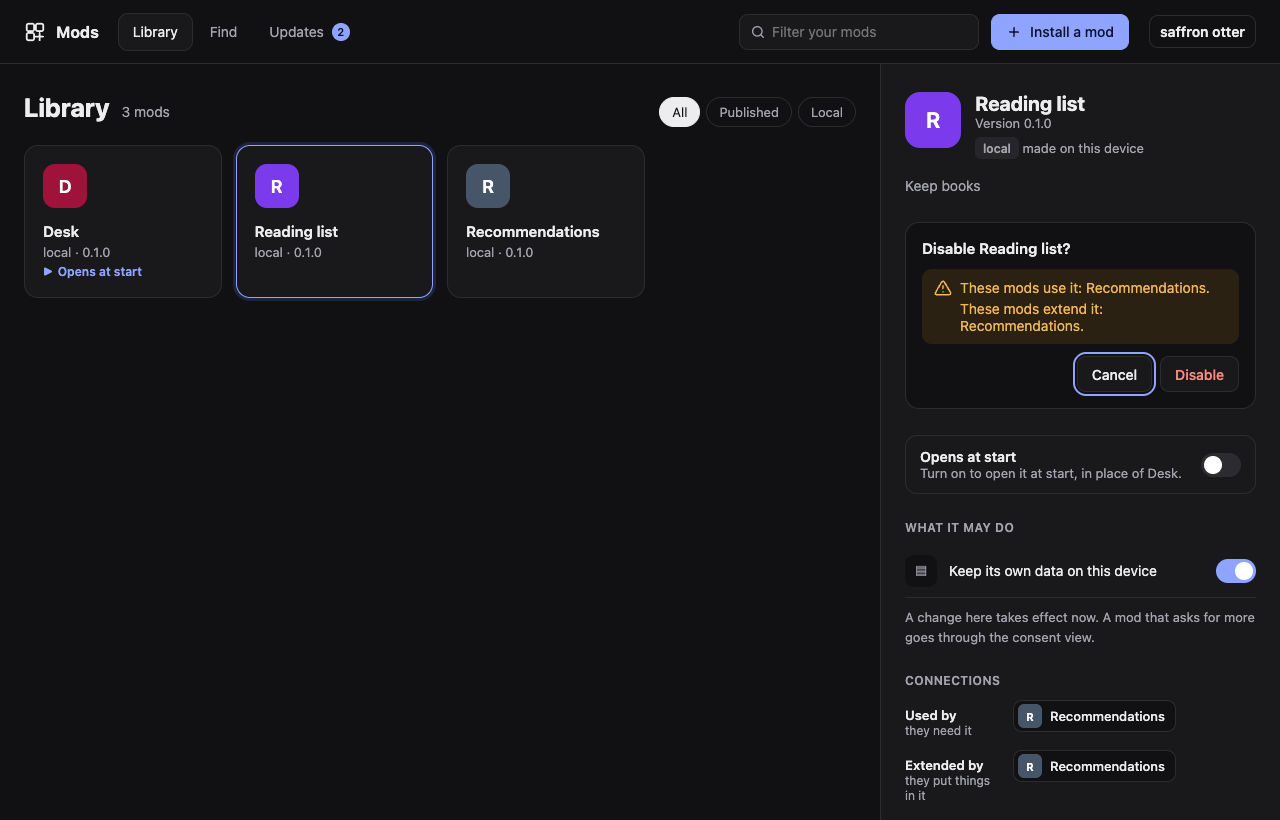 Mods
Library
Find
Updates 2
Filter your mods
+ Install a mod
saffron otter
Library 3 mods
All
Published
Local
D
Desk
local · 0.1.0
▶ Opens at start
R
Reading list
local · 0.1.0
R
Recommendations
local · 0.1.0
R
Reading list
Version 0.1.0
local made on this device
Keep books
Disable Reading list?
These mods use it: Recommendations.
These mods extend it:
Recommendations.
Cancel
Disable
Opens at start
Turn on to open it at start, in place of Desk.
WHAT IT MAY DO
Keep its own data on this device
A change here takes effect now. A mod that asks for more
goes through the consent view.
CONNECTIONS
Used by
they need it
R Recommendations
Extended by
they put things
in it
R Recommendations